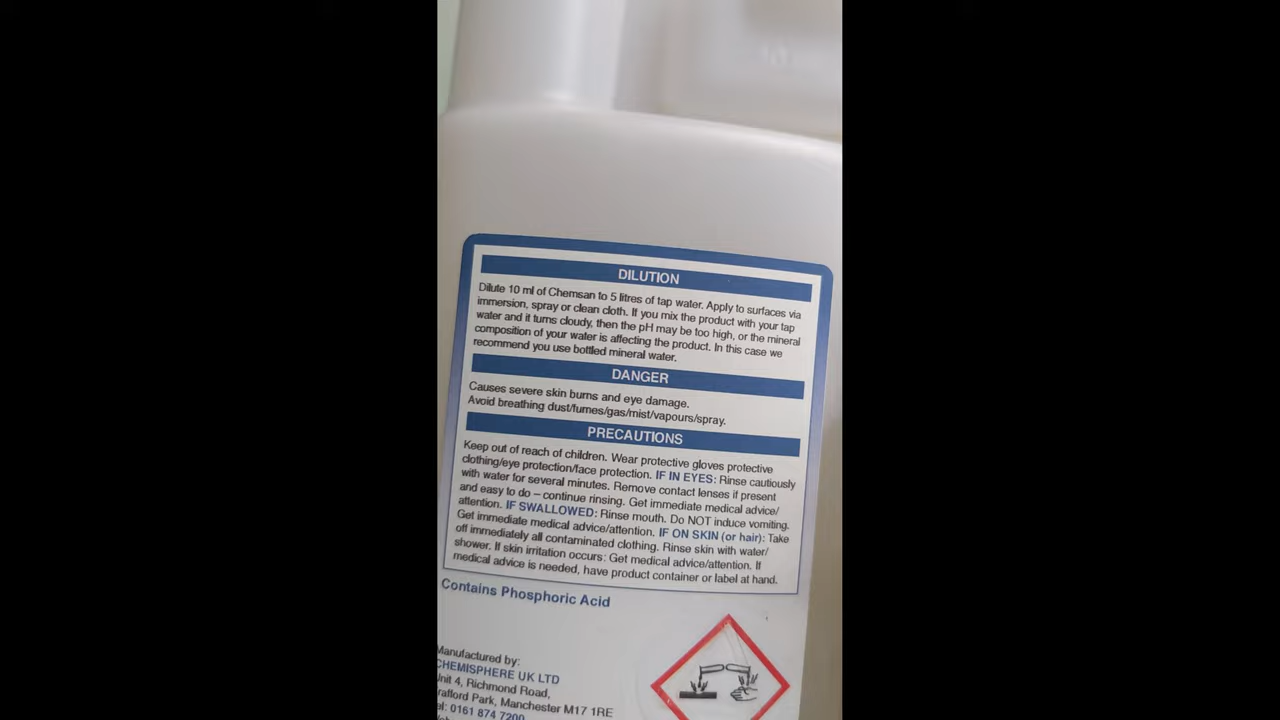 DILUTION
Dilute 10 ml of Chemsan to 5 litres of tap water. Apply to surfaces via
immersion, spray or clean cloth. If you mix the product with your tap
water and it turns cloudy, then the pH may be too high, or the mineral
composition of your water is affecting the product. In this case we
recommend you use bottled mineral water.
DANGER
Causes severe skin burns and eye damage.
Avoid breathing dust/fumes/gas/mist/vapours/spray.
PRECAUTIONS
Keep out of reach of children. Wear protective gloves protective
clothing/eye protection/face protection. IF IN EYES: Rinse cautiously
with water for several minutes. Remove contact lenses if present
and easy to do – continue rinsing. Get immediate medical advice/
attention. IF SWALLOWED: Rinse mouth. Do NOT induce vomiting.
Get immediate medical advice/attention. IF ON SKIN (or hair): Take
off immediately all contaminated clothing. Rinse skin with water/
shower. If skin irritation occurs: Get medical advice/attention. If
medical advice is needed, have product container or label at hand.
Contains Phosphoric Acid
Manufactured by:
CHEMISPHERE UK LTD
Unit 4, Richmond Road,
Trafford Park, Manchester M17 1RE
Tel: 0161 874 7200